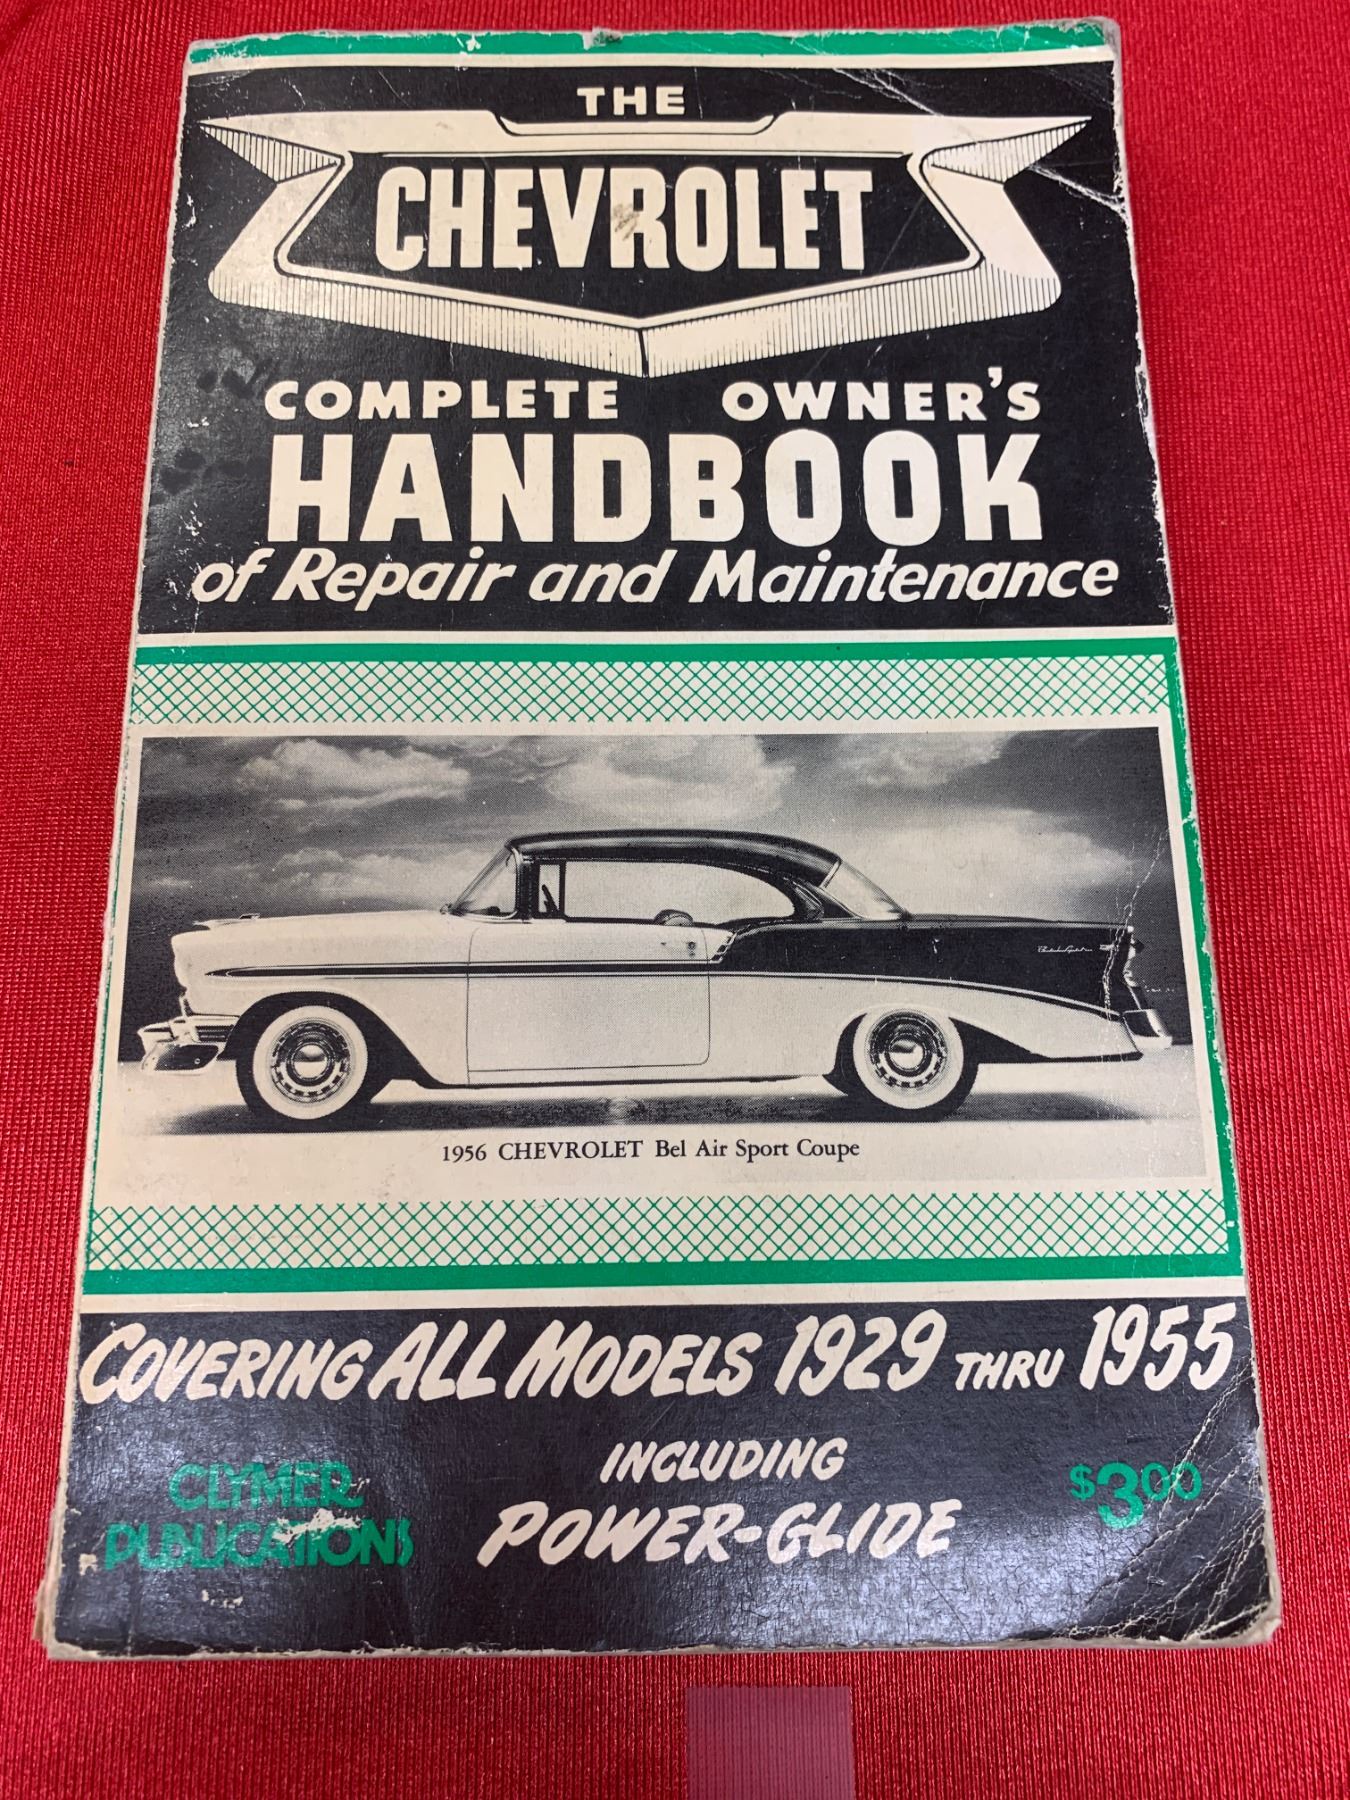 THE
CHEVROLET
COMPLETE OWNER'S
HANDBOOK
of Repair and Maintenance
1956 CHEVROLET Bel Air Sport Coupe
COVERING ALL MODELS 1929 THRU 1955
INCLUDING
POWER-GLIDE
CLYMER
PUBLICATIONS
$3.00